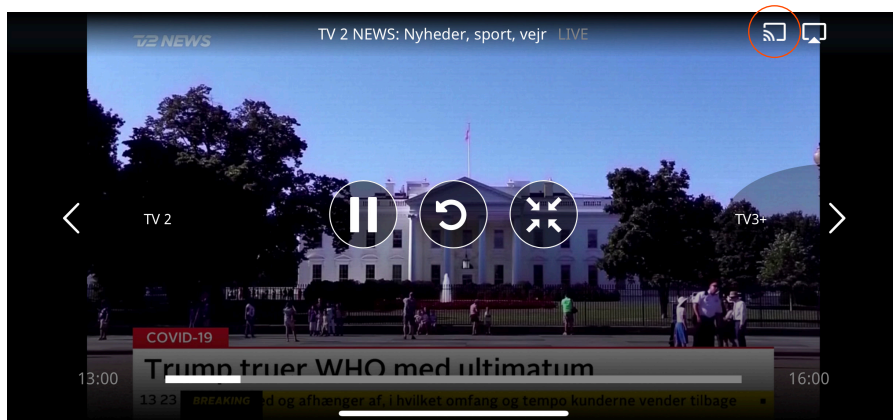 TV2 NEWS
TV 2 NEWS: Nyheder, sport, vejr LIVE
TV 2
TV3+
COVID-19
Trump truer WHO med ultimatum
13:00
16:00
13 23 BREAKING ed og afhænger af, i hvilket omfang og tempo kunderne vender tilbage